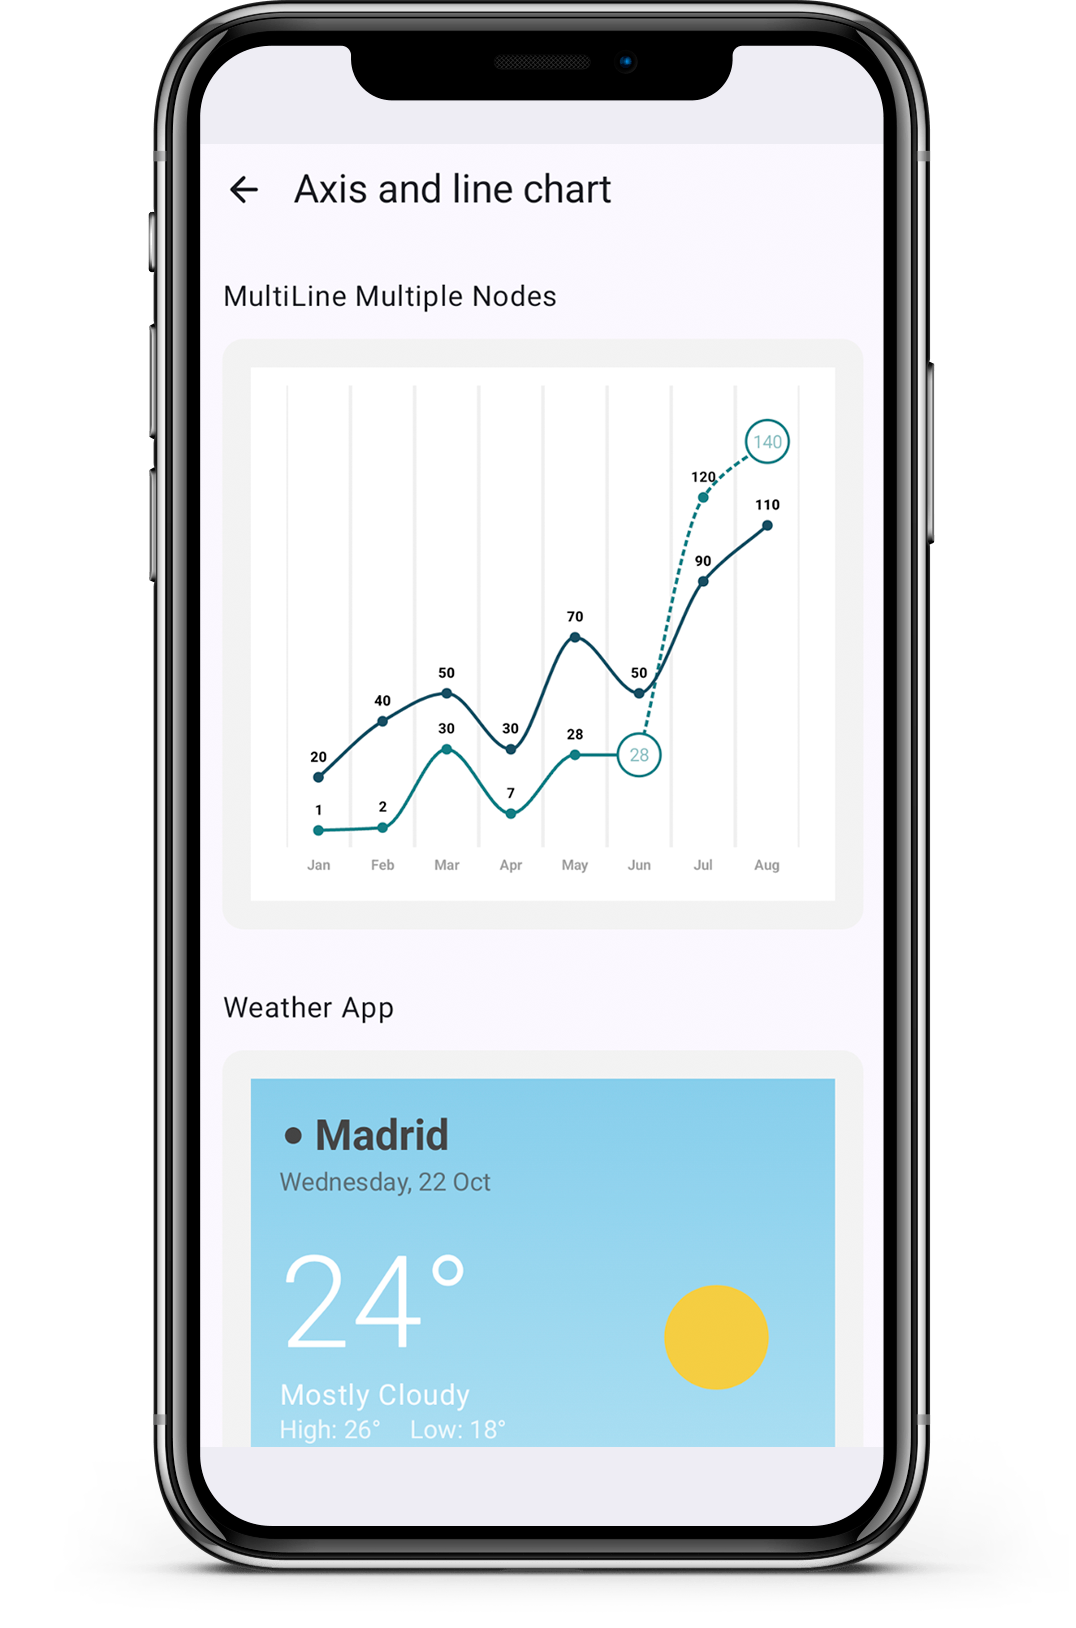 Axis and line chart
MultiLine Multiple Nodes
140
120
110
90
70
50 50
40
30 30
20
28 28
7
1 2
Jan Feb Mar Apr May Jun Jul Aug
Weather App
• Madrid
Wednesday, 22 Oct
24°
Mostly Cloudy
High: 26° Low: 18°